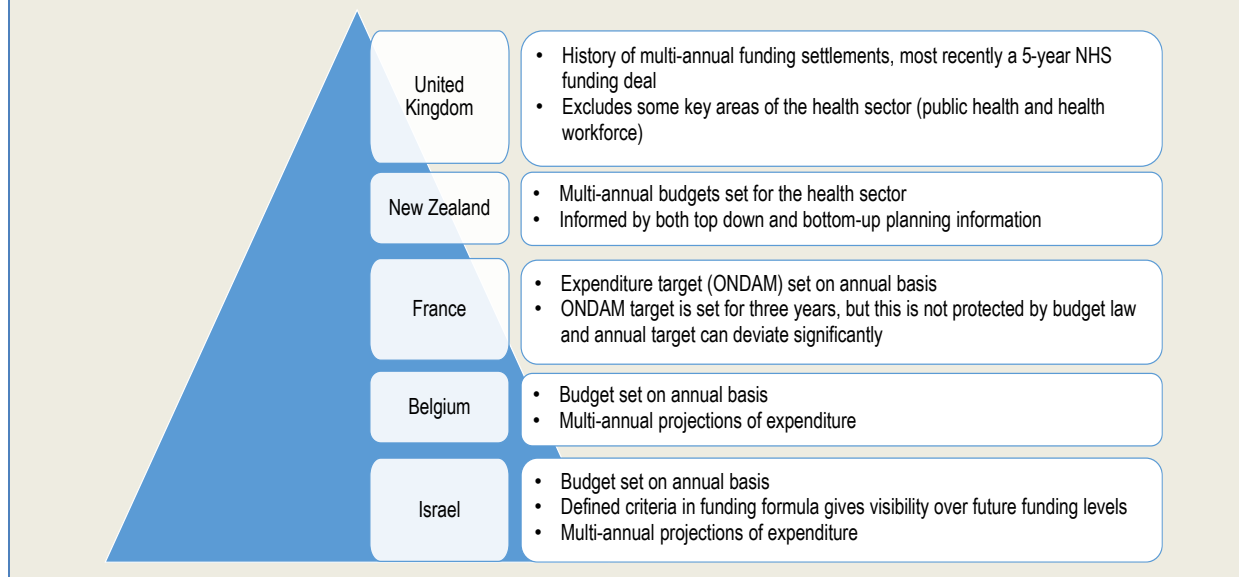 United
Kingdom
• History of multi-annual funding settlements, most recently a 5-year NHS
funding deal
• Excludes some key areas of the health sector (public health and health
workforce)
New Zealand
• Multi-annual budgets set for the health sector
• Informed by both top down and bottom-up planning information
France
• Expenditure target (ONDAM) set on annual basis
• ONDAM target is set for three years, but this is not protected by budget law
and annual target can deviate significantly
Belgium
• Budget set on annual basis
• Multi-annual projections of expenditure
Israel
• Budget set on annual basis
• Defined criteria in funding formula gives visibility over future funding levels
• Multi-annual projections of expenditure